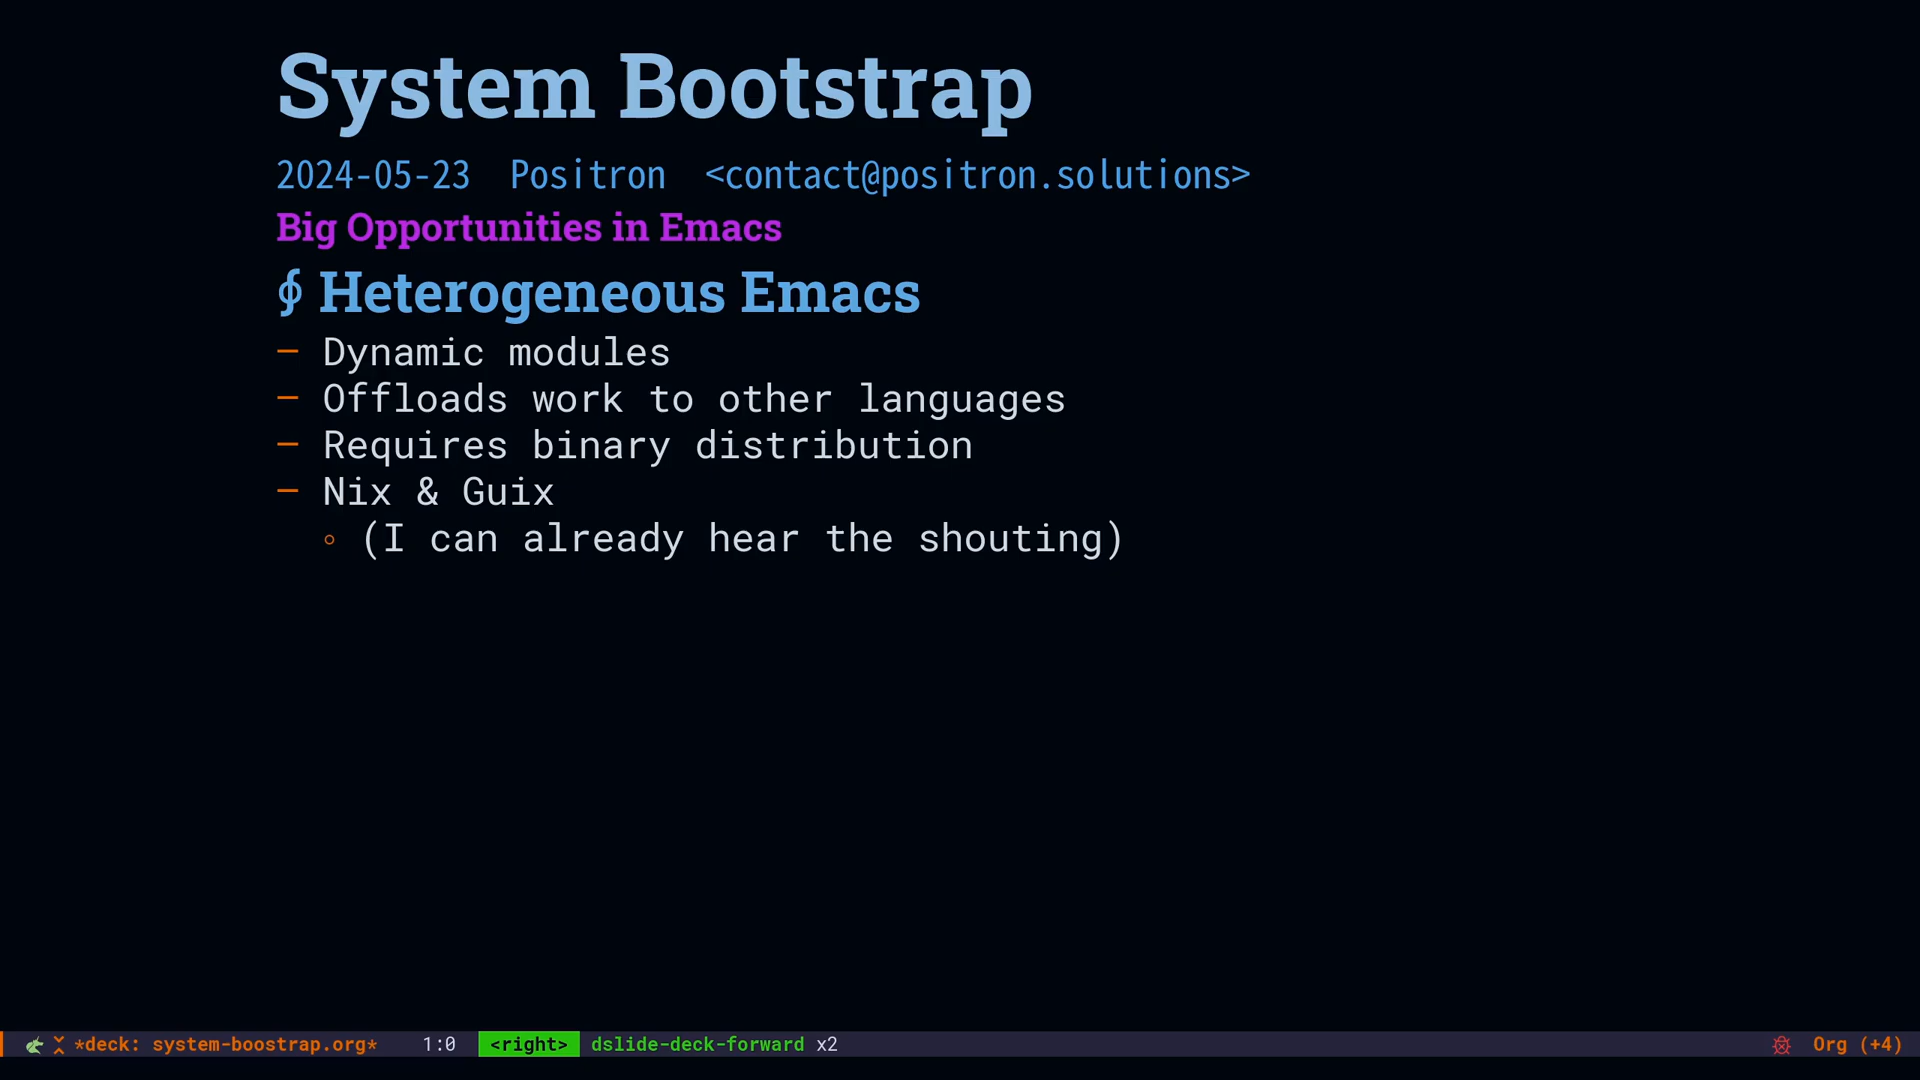 System Bootstrap
2024-05-23 Positron <contact@positron.solutions>
Big Opportunities in Emacs
∮ Heterogeneous Emacs
– Dynamic modules
– Offloads work to other languages
– Requires binary distribution
– Nix & Guix
◦ (I can already hear the shouting)
*deck: system-boostrap.org* 1:0 <right> dslide-deck-forward x2 Org (+4)